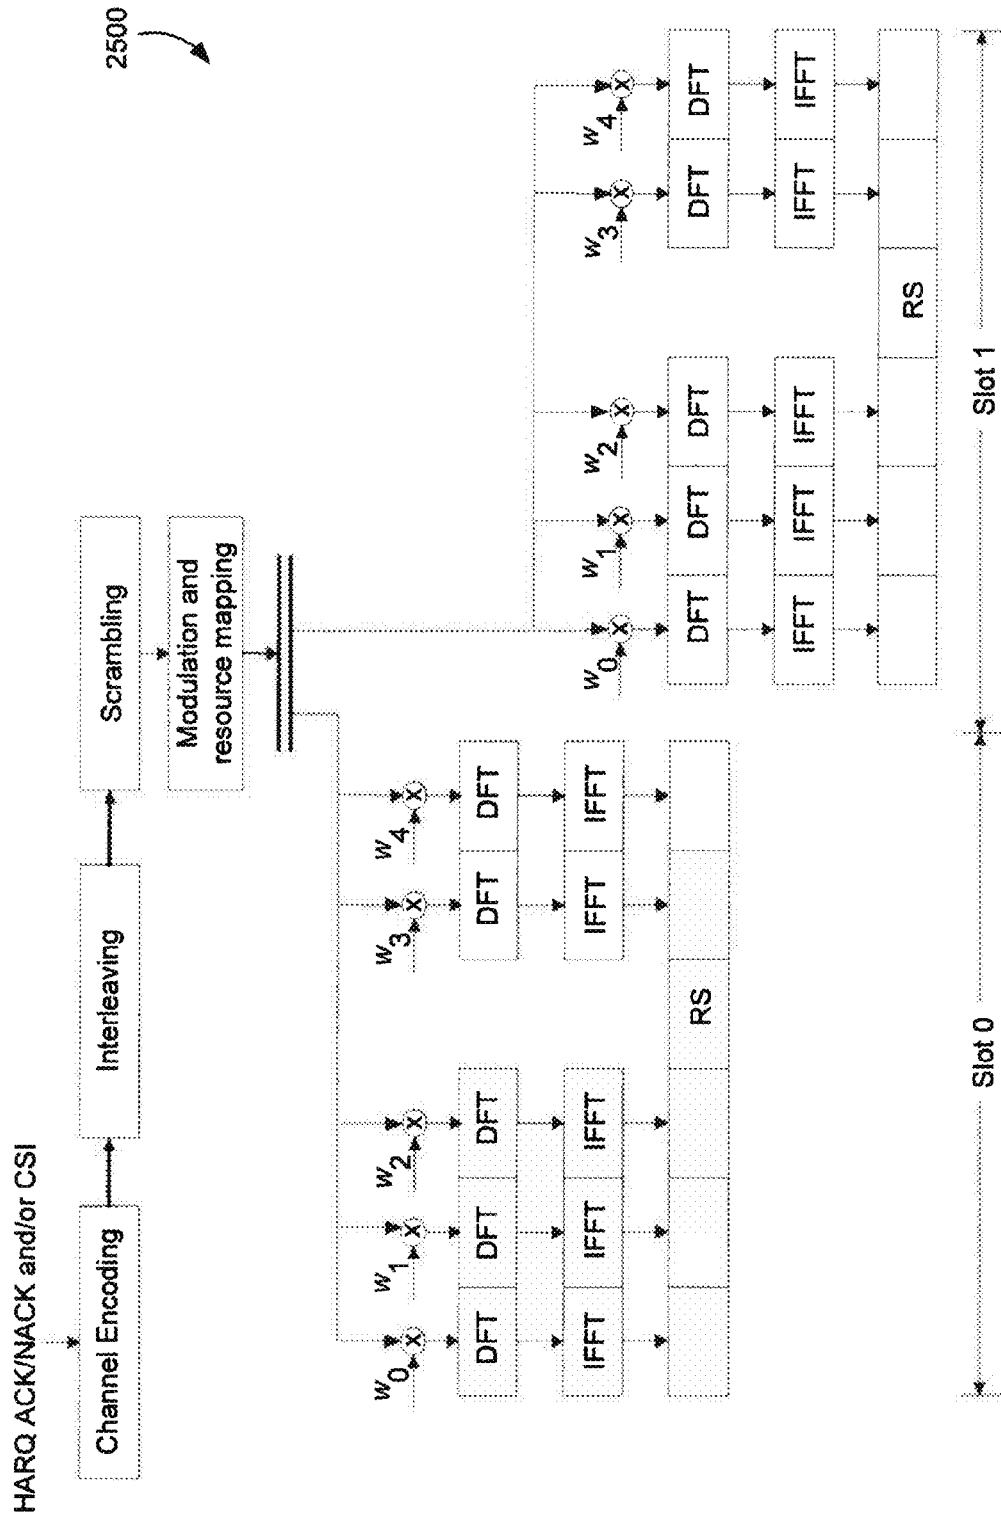 2500
HARQ ACK/NACK and/or CSI
Channel Encoding
Interleaving
Scrambling
Modulation and
resource mapping
w0 w1 w2 w3 w4
DFT DFT DFT DFT DFT
IFFT IFFT IFFT IFFT IFFT
RS
w0 w1 w2 w3 w4
DFT DFT DFT DFT DFT
IFFT IFFT IFFT IFFT IFFT
RS
Slot 0 Slot 1